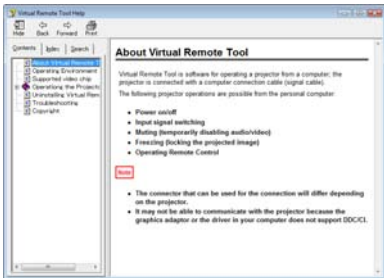 Virtual Remote Tool Help
Hide Back Forward Print
Contents Index Search
About Virtual Remote T
Operating Environment
Supported video chip
Operations the Projecto
Uninstalling Virtual Rem
Troubleshooting
Copyright
About Virtual Remote Tool
Virtual Remote Tool is software for operating a projector from a computer; the
projector is connected with a computer connection cable (signal cable).
The following projector operations are possible from the personal computer:
• Power on/off
• Input signal switching
• Muting (temporarily disabling audio/video)
• Freezing (locking the projected image)
• Operating Remote Control
Note
• The connector that can be used for the connection will differ depending
on the projector.
• It may not be able to communicate with the projector because the
graphics adaptor or the driver in your computer does not support DDC/CI.